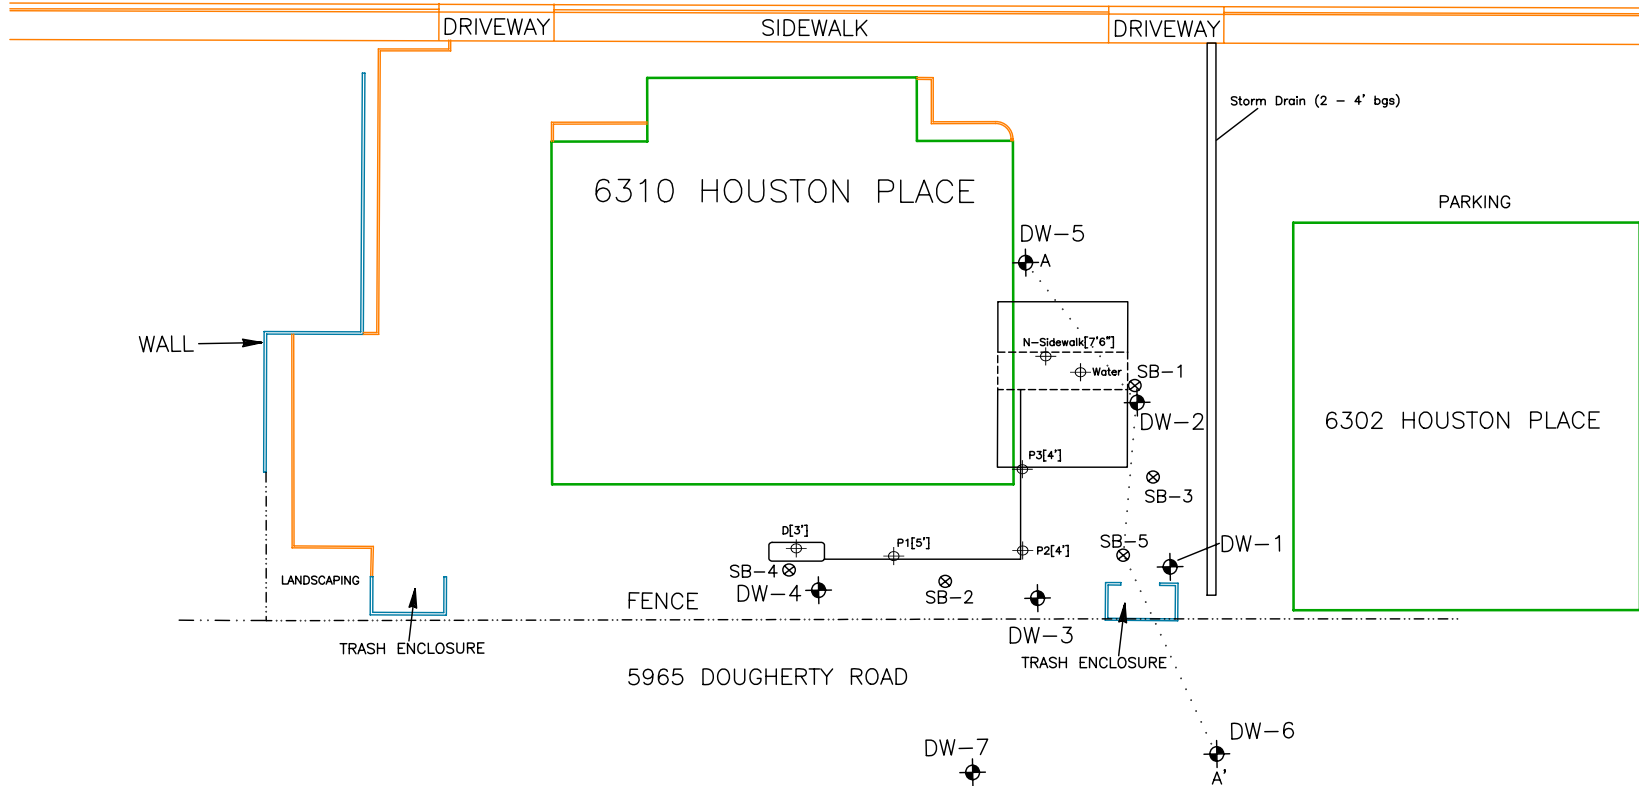 DRIVEWAY
SIDEWALK
DRIVEWAY
Storm Drain (2 - 4' bgs)
6310 HOUSTON PLACE
PARKING
DW-5
A
WALL
N-Sidewalk[7'6"]
Water
SB-1
DW-2
6302 HOUSTON PLACE
P3[4']
SB-3
D[3']
P1[5']
P2[4']
SB-5
DW-1
SB-4
LANDSCAPING
DW-4
SB-2
FENCE
DW-3
TRASH ENCLOSURE
TRASH ENCLOSURE
5965 DOUGHERTY ROAD
DW-6
DW-7
A'